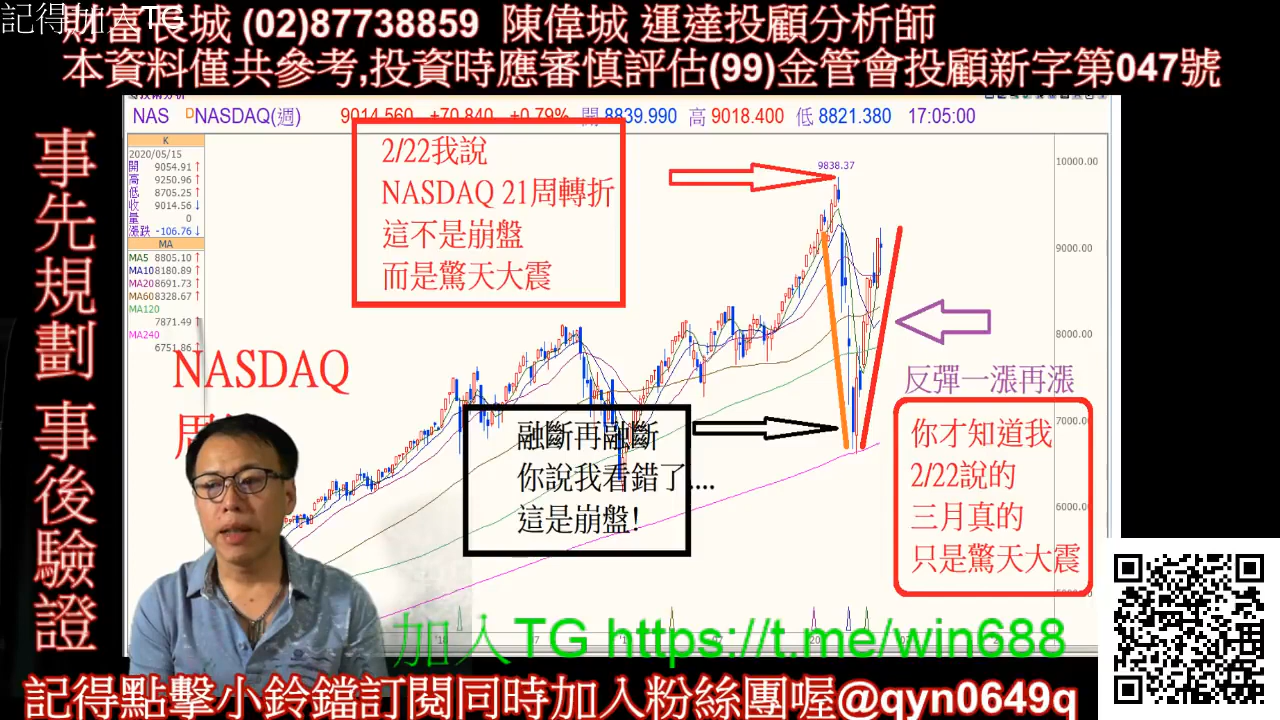 記得加入TG
財富長城 (02)87738859 陳偉城 運達投顧分析師
本資料僅共參考,投資時應審慎評估(99)金管會投顧新字第047號
事先規劃 事後驗證
NAS DNASDAQ(週) 9014.560 +70.840 +0.79% 開 8839.990 高 9018.400 低 8821.380 17:05:00
K
2020/05/15
開 9054.91↑
高 9250.96↑
低 8705.25↑
收 9014.56↓
量 0
漲跌 -106.76↓
MA
MA5 8805.10↑
MA10 8180.89↑
MA20 8691.73↑
MA60 8328.67↑
MA120
7871.49↑
MA240
6751.86↑
2/22我說
NASDAQ 21周轉折
這不是崩盤
而是驚天大震
9838.37
10000.00
9000.00
8000.00
7000.00
6000.00
NASDAQ
周
反彈一漲再漲
融斷再融斷
你說我看錯了....
這是崩盤!
你才知道我
2/22說的
三月真的
只是驚天大震
加入TG https://t.me/win688
記得點擊小鈴鐺訂閱同時加入粉絲團喔@qyn0649q